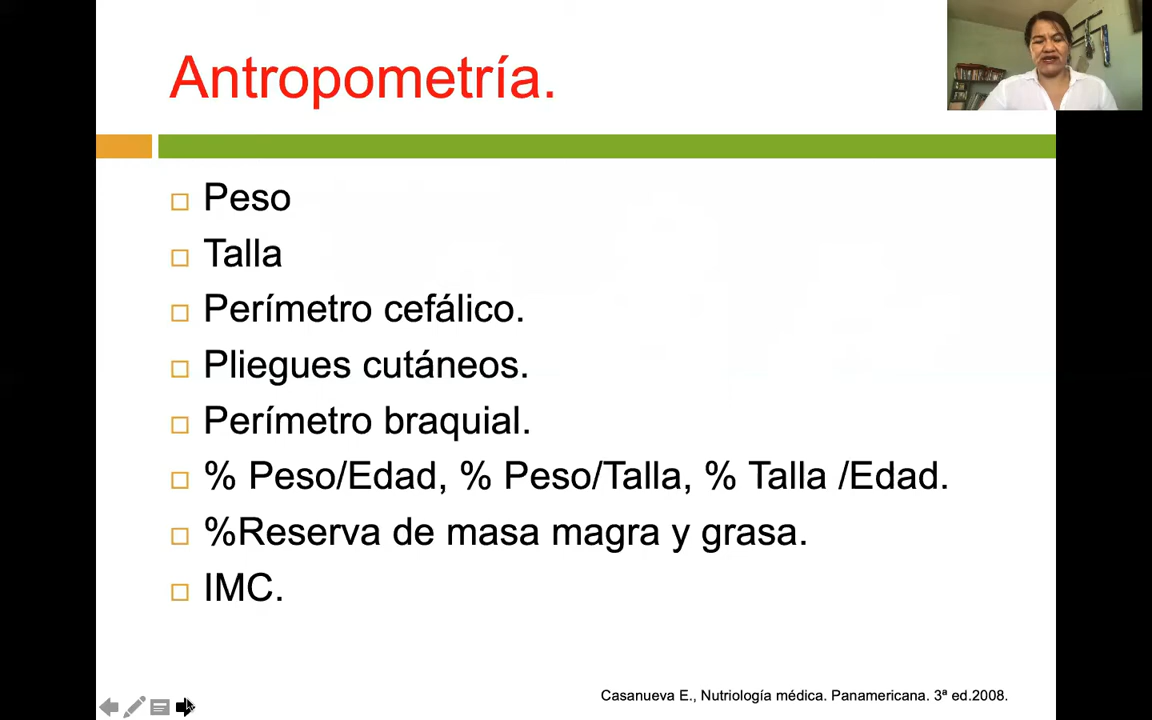 Antropometría.
Peso
Talla
Perímetro cefálico.
Pliegues cutáneos.
Perímetro braquial.
% Peso/Edad, % Peso/Talla, % Talla /Edad.
%Reserva de masa magra y grasa.
IMC.
Casanueva E., Nutriología médica. Panamericana. 3ª ed.2008.